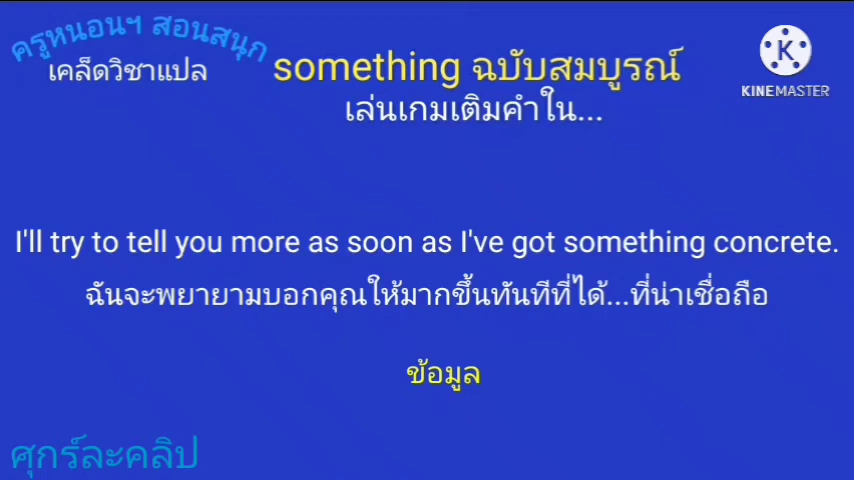 ครูหนอนฯ สอนสนุก
เคล็ดวิชาแปล
something ฉบับสมบูรณ์
เล่นเกมเติมคำใน...
KINEMASTER
I'll try to tell you more as soon as I've got something concrete.
ฉันจะพยายามบอกคุณให้มากขึ้นทันทีที่ได้...ที่น่าเชื่อถือ
ข้อมูล
ศุกร์ละคลิป